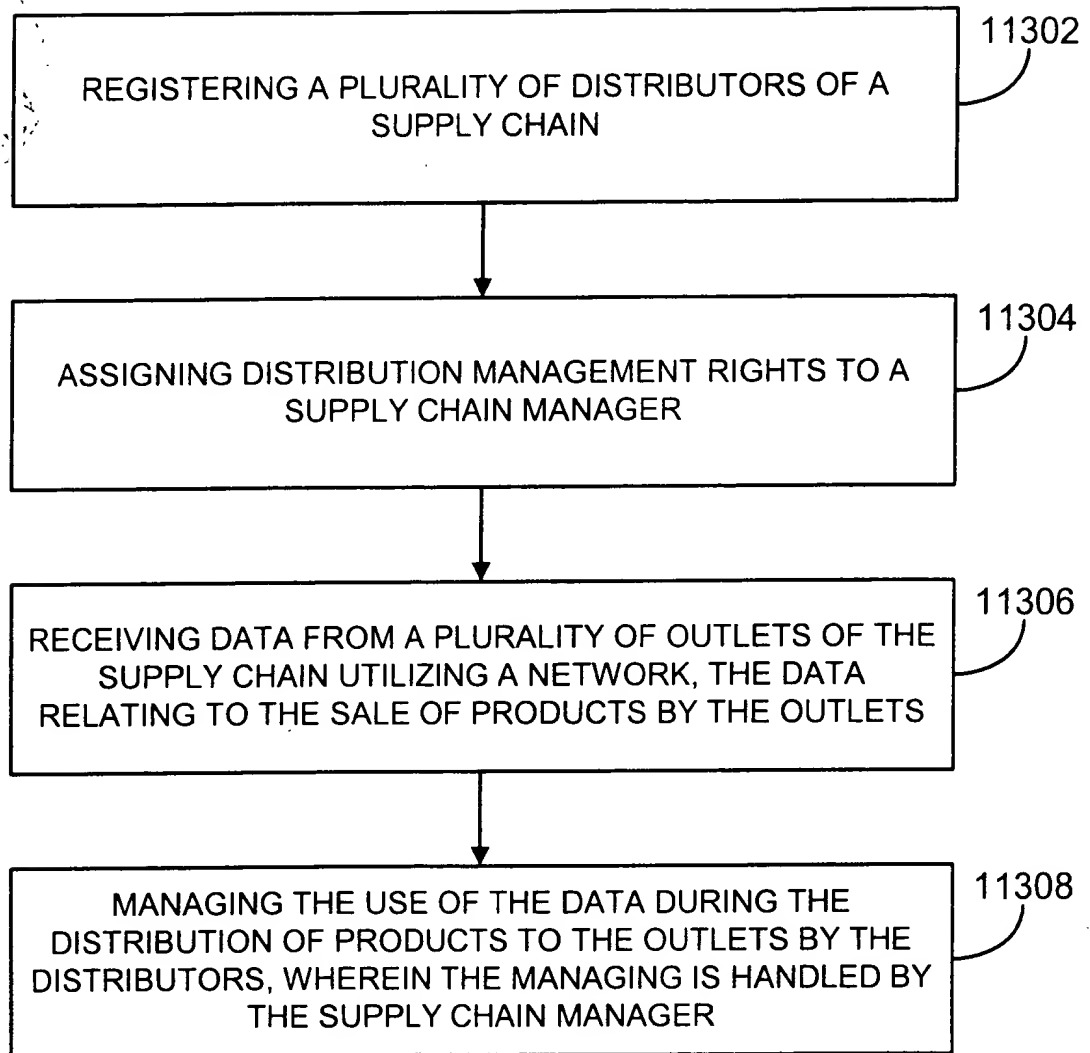 11302
REGISTERING A PLURALITY OF DISTRIBUTORS OF A
SUPPLY CHAIN
11304
ASSIGNING DISTRIBUTION MANAGEMENT RIGHTS TO A
SUPPLY CHAIN MANAGER
11306
RECEIVING DATA FROM A PLURALITY OF OUTLETS OF THE
SUPPLY CHAIN UTILIZING A NETWORK, THE DATA
RELATING TO THE SALE OF PRODUCTS BY THE OUTLETS
11308
MANAGING THE USE OF THE DATA DURING THE
DISTRIBUTION OF PRODUCTS TO THE OUTLETS BY THE
DISTRIBUTORS, WHEREIN THE MANAGING IS HANDLED BY
THE SUPPLY CHAIN MANAGER